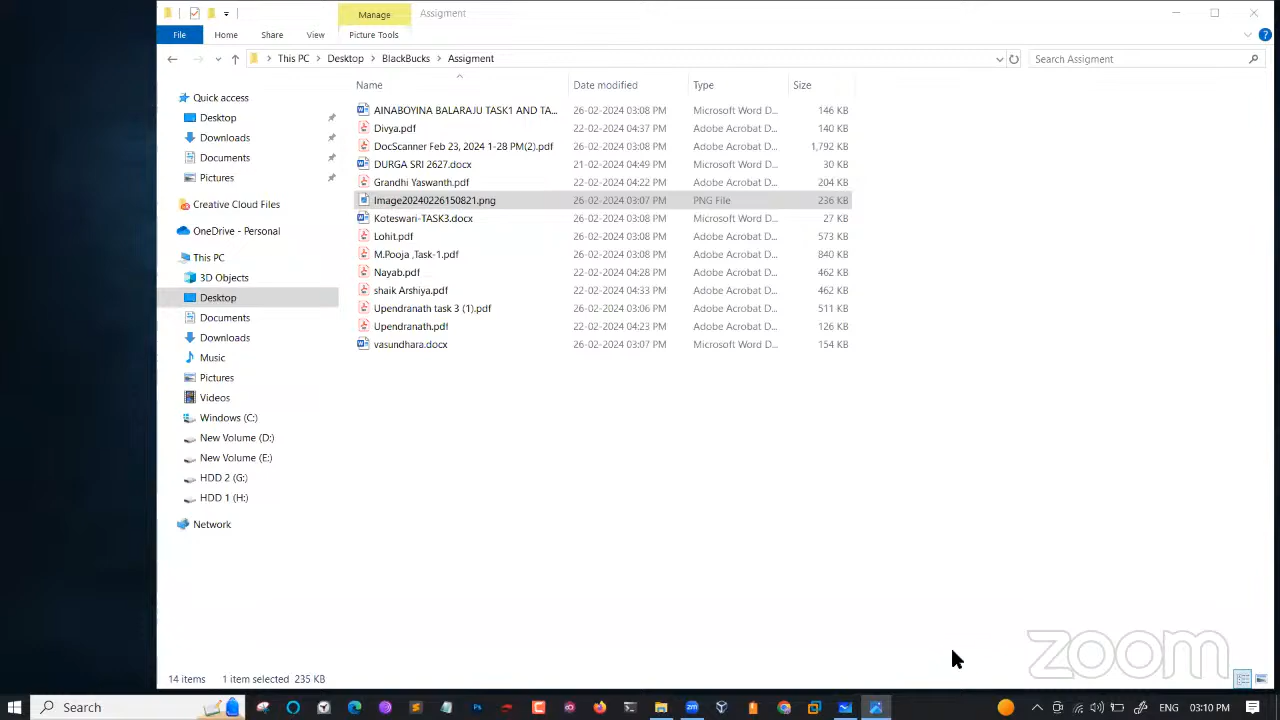 Manage Assigment
File Home Share View Picture Tools
This PC Desktop BlackBucks Assigment Search Assigment
Name Date modified Type Size
Quick access
Desktop
Downloads
Documents
Pictures
Creative Cloud Files
OneDrive - Personal
This PC
3D Objects
Desktop
Documents
Downloads
Music
Pictures
Videos
Windows (C:)
New Volume (D:)
New Volume (E:)
HDD 2 (G:)
HDD 1 (H:)
Network
AINABOYINA BALARAJU TASK1 AND TA... 26-02-2024 03:08 PM Microsoft Word D... 146 KB
Divya.pdf 22-02-2024 04:37 PM Adobe Acrobat D... 140 KB
DocScanner Feb 23, 2024 1-28 PM(2).pdf 26-02-2024 03:08 PM Adobe Acrobat D... 1,792 KB
DURGA SRI 2627.docx 21-02-2024 04:49 PM Microsoft Word D... 30 KB
Grandhi Yaswanth.pdf 22-02-2024 04:22 PM Adobe Acrobat D... 204 KB
Image20240226150821.png 26-02-2024 03:07 PM PNG File 236 KB
Koteswari-TASK3.docx 26-02-2024 03:08 PM Microsoft Word D... 27 KB
Lohit.pdf 26-02-2024 03:08 PM Adobe Acrobat D... 573 KB
M.Pooja ,Task-1.pdf 26-02-2024 03:08 PM Adobe Acrobat D... 840 KB
Nayab.pdf 22-02-2024 04:28 PM Adobe Acrobat D... 462 KB
shaik Arshiya.pdf 22-02-2024 04:33 PM Adobe Acrobat D... 462 KB
Upendranath task 3 (1).pdf 26-02-2024 03:06 PM Adobe Acrobat D... 511 KB
Upendranath.pdf 22-02-2024 04:23 PM Adobe Acrobat D... 126 KB
vasundhara.docx 26-02-2024 03:07 PM Microsoft Word D... 154 KB
zoom
14 items 1 item selected 235 KB
Search ENG 03:10 PM